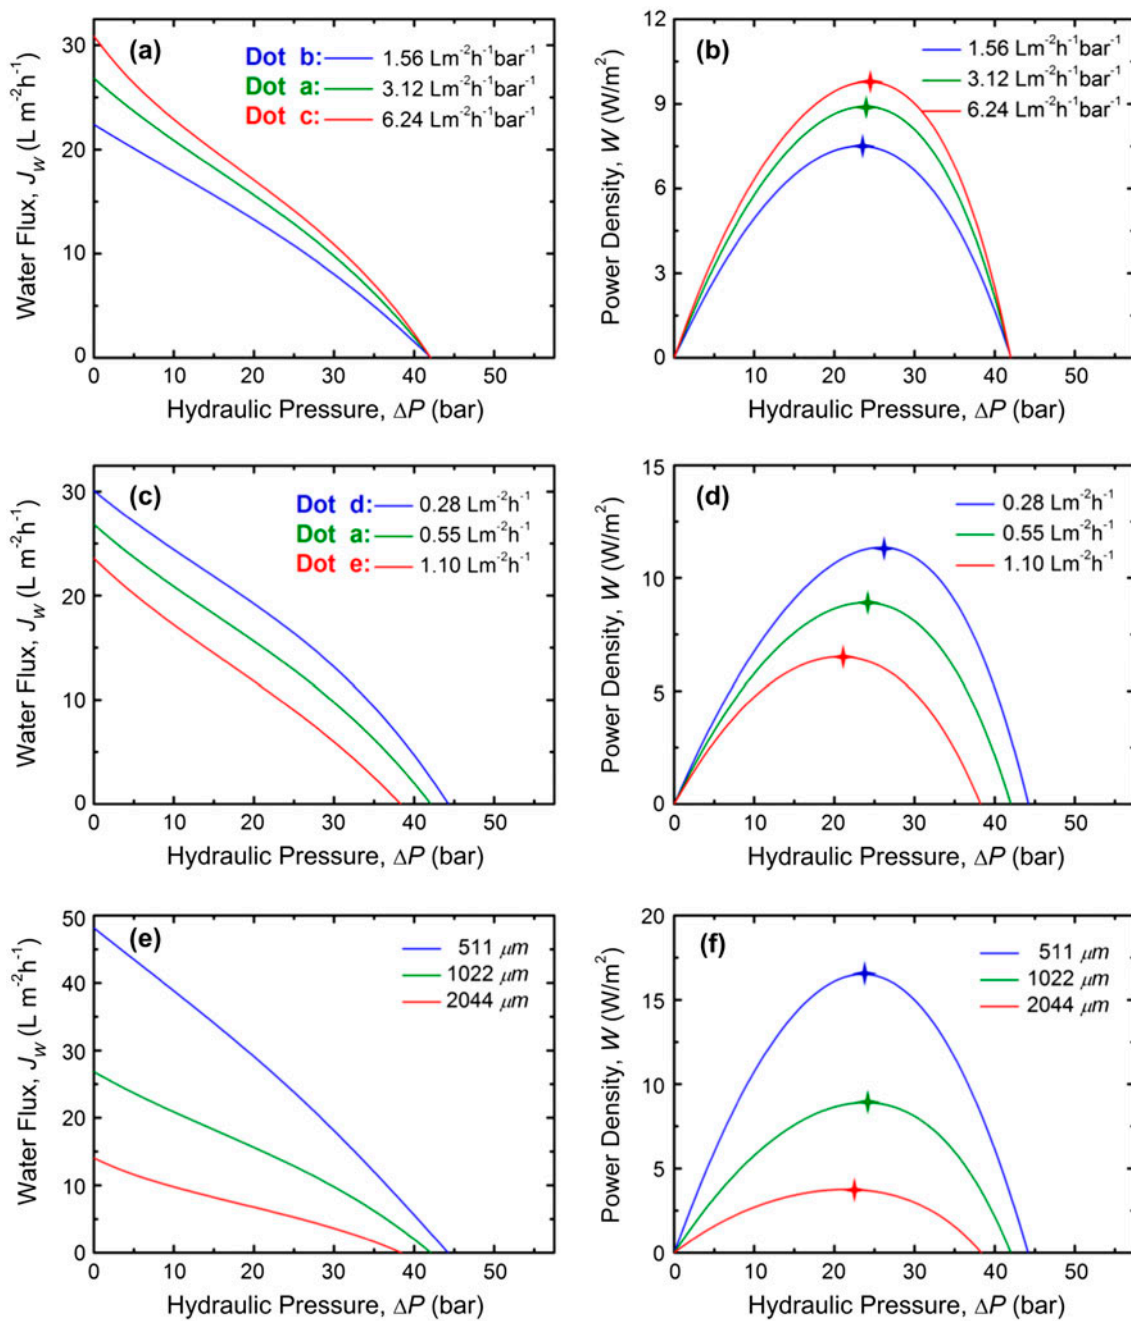 (a)
Dot b: 1.56 Lm⁻²h⁻¹bar⁻¹
Dot a: 3.12 Lm⁻²h⁻¹bar⁻¹
Dot c: 6.24 Lm⁻²h⁻¹bar⁻¹
30
20
10
0
Water Flux, J_w (L m⁻²h⁻¹)
0 10 20 30 40 50
Hydraulic Pressure, ΔP (bar)
(b)
1.56 Lm⁻²h⁻¹bar⁻¹
3.12 Lm⁻²h⁻¹bar⁻¹
6.24 Lm⁻²h⁻¹bar⁻¹
12
9
6
3
0
Power Density, W (W/m²)
0 10 20 30 40 50
Hydraulic Pressure, ΔP (bar)
(c)
Dot d: 0.28 Lm⁻²h⁻¹
Dot a: 0.55 Lm⁻²h⁻¹
Dot e: 1.10 Lm⁻²h⁻¹
30
20
10
0
Water Flux, J_w (L m⁻²h⁻¹)
0 10 20 30 40 50
Hydraulic Pressure, ΔP (bar)
(d)
0.28 Lm⁻²h⁻¹
0.55 Lm⁻²h⁻¹
1.10 Lm⁻²h⁻¹
15
10
5
0
Power Density, W (W/m²)
0 10 20 30 40 50
Hydraulic Pressure, ΔP (bar)
(e)
511 μm
1022 μm
2044 μm
50
40
30
20
10
0
Water Flux, J_w (L m⁻²h⁻¹)
0 10 20 30 40 50
Hydraulic Pressure, ΔP (bar)
(f)
511 μm
1022 μm
2044 μm
20
15
10
5
0
Power Density, W (W/m²)
0 10 20 30 40 50
Hydraulic Pressure, ΔP (bar)